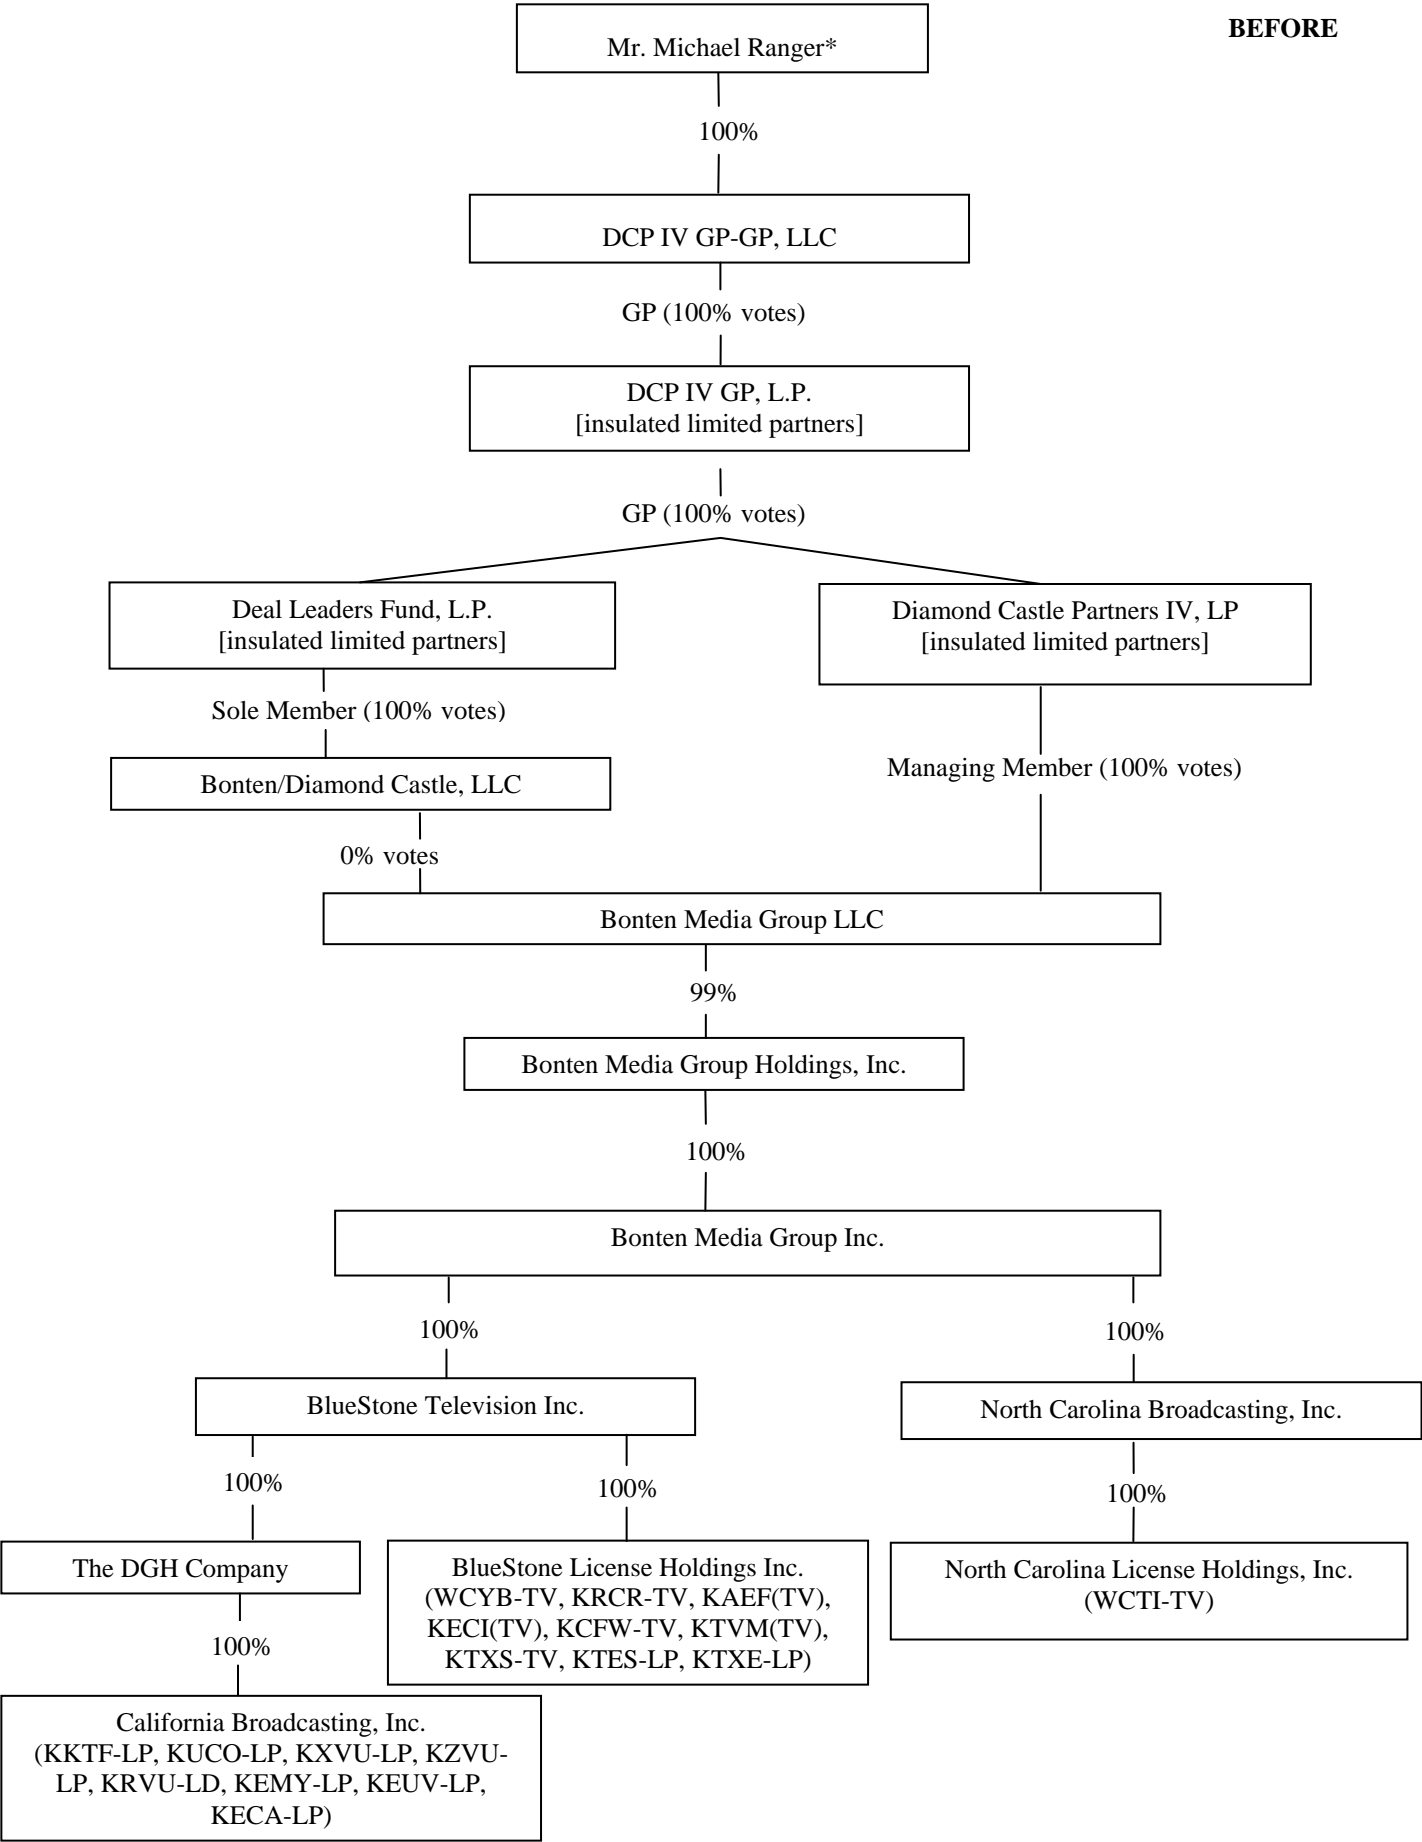 BEFORE
Mr. Michael Ranger*
100%
DCP IV GP-GP, LLC
GP (100% votes)
DCP IV GP, L.P.
[insulated limited partners]
GP (100% votes)
Deal Leaders Fund, L.P.
[insulated limited partners]
Diamond Castle Partners IV, LP
[insulated limited partners]
Sole Member (100% votes)
Managing Member (100% votes)
Bonten/Diamond Castle, LLC
0% votes
Bonten Media Group LLC
99%
Bonten Media Group Holdings, Inc.
100%
Bonten Media Group Inc.
100%
100%
BlueStone Television Inc.
North Carolina Broadcasting, Inc.
100%
100%
100%
The DGH Company
BlueStone License Holdings Inc.
(WCYB-TV, KRCR-TV, KAEF(TV),
KECI(TV), KCFW-TV, KTVM(TV),
KTXS-TV, KTES-LP, KTXE-LP)
North Carolina License Holdings, Inc.
(WCTI-TV)
100%
California Broadcasting, Inc.
(KKTF-LP, KUCO-LP, KXVU-LP, KZVU-
LP, KRVU-LD, KEMY-LP, KEUV-LP,
KECA-LP)